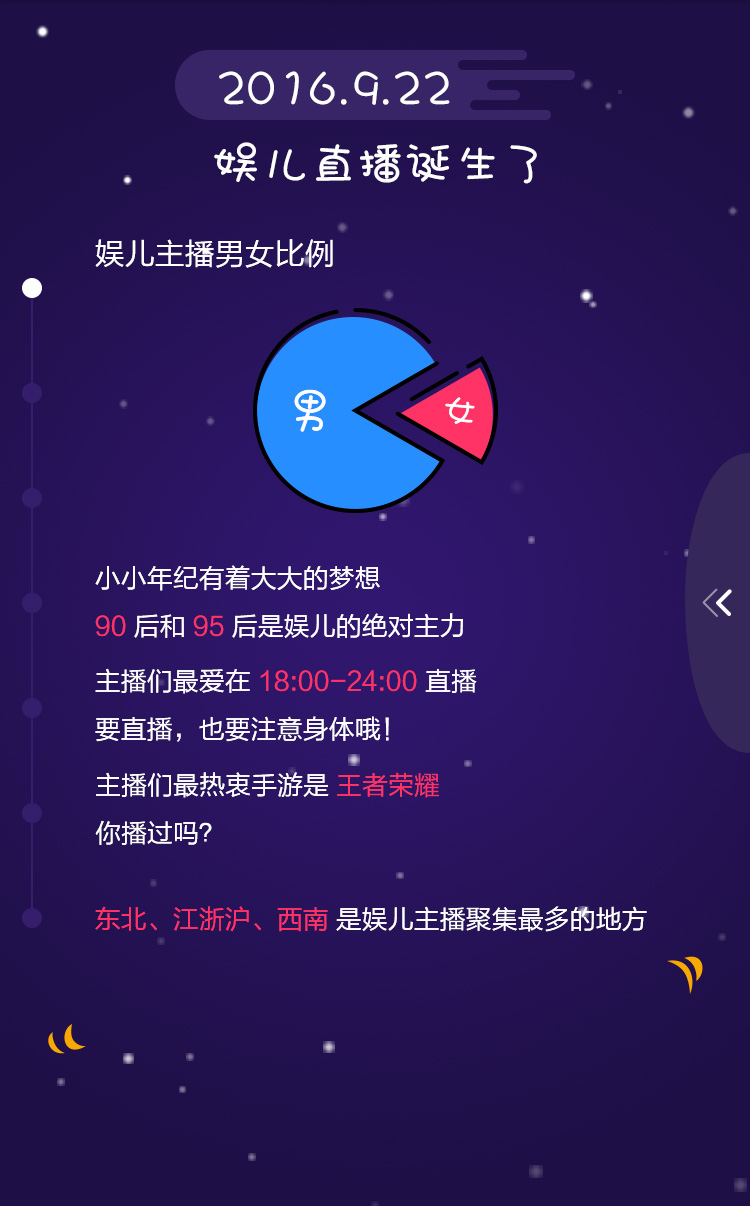 2016.9.22
娱儿直播诞生了
娱儿主播男女比例
男
女
小小年纪有着大大的梦想
90 后和 95 后是娱儿的绝对主力
主播们最爱在 18:00-24:00 直播
要直播，也要注意身体哦！
主播们最热衷手游是 王者荣耀
你播过吗？
东北、江浙沪、西南 是娱儿主播聚集最多的地方